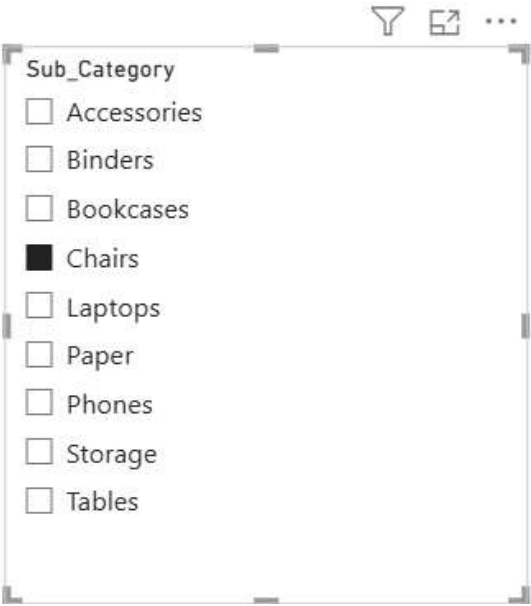 Sub_Category
Accessories
Binders
Bookcases
Chairs
Laptops
Paper
Phones
Storage
Tables